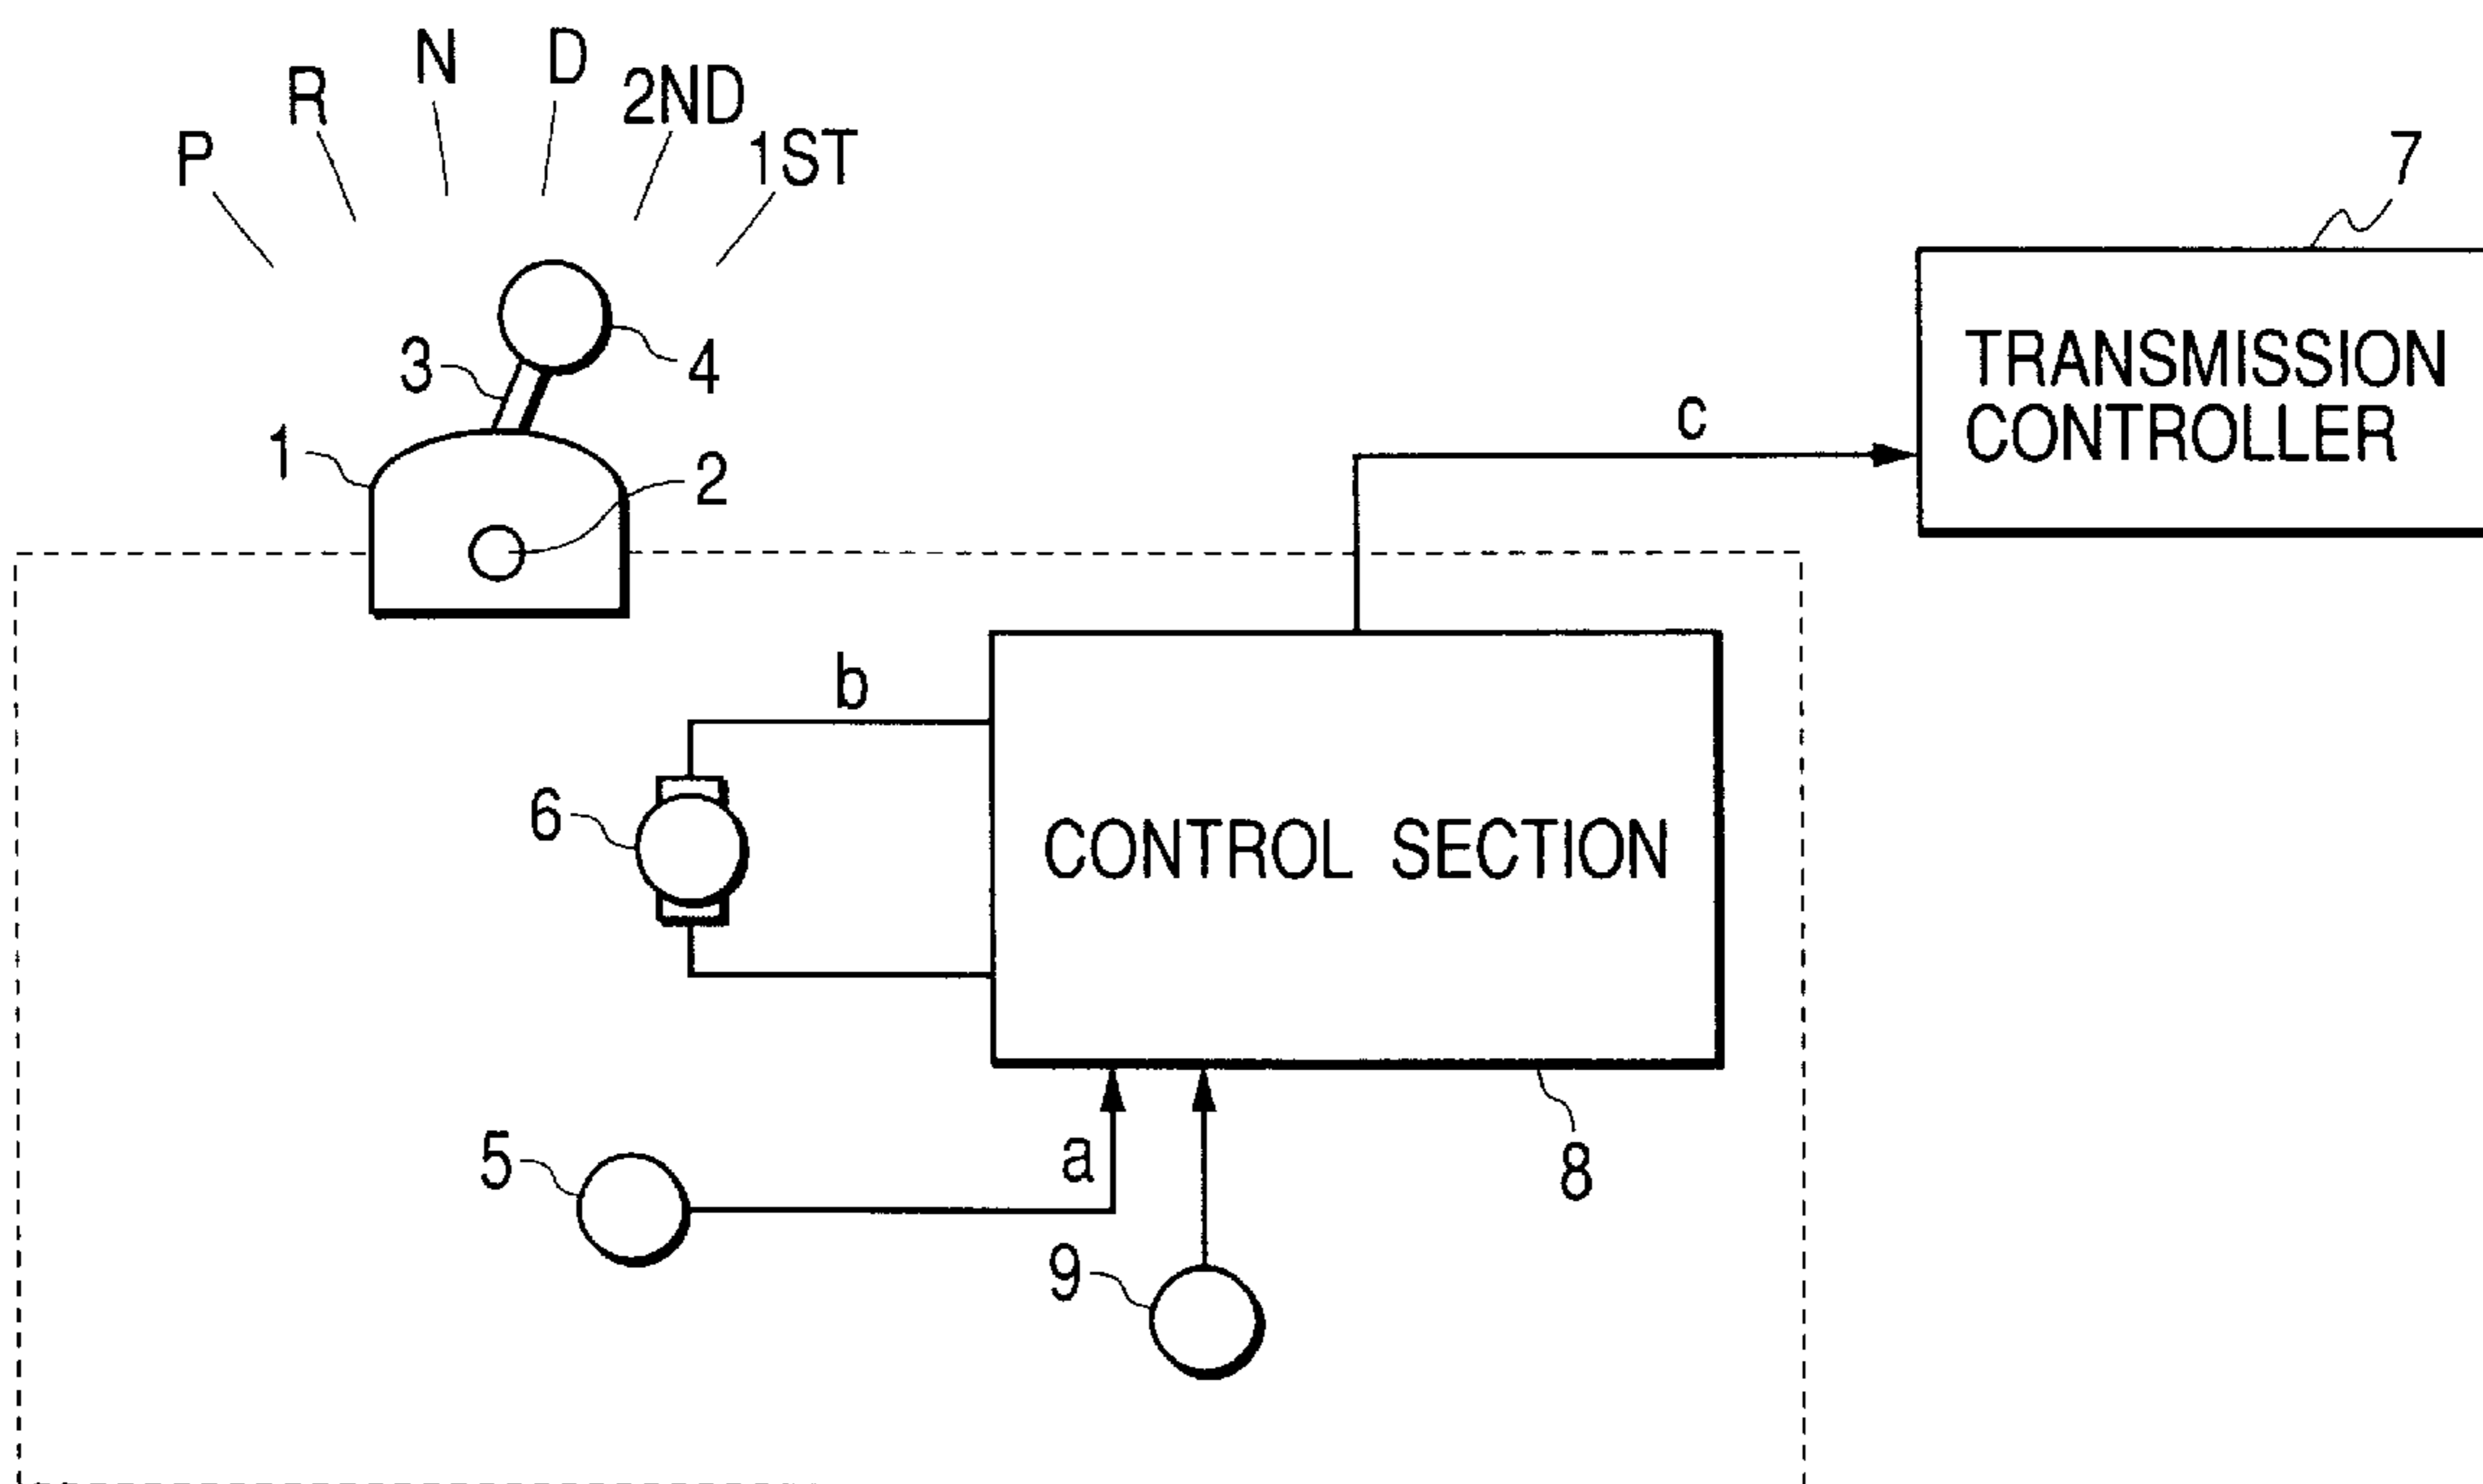 P
R
N
D
2ND
1ST
7
3
4
TRANSMISSION
CONTROLLER
c
1
2
b
6
CONTROL SECTION
5
a
8
9